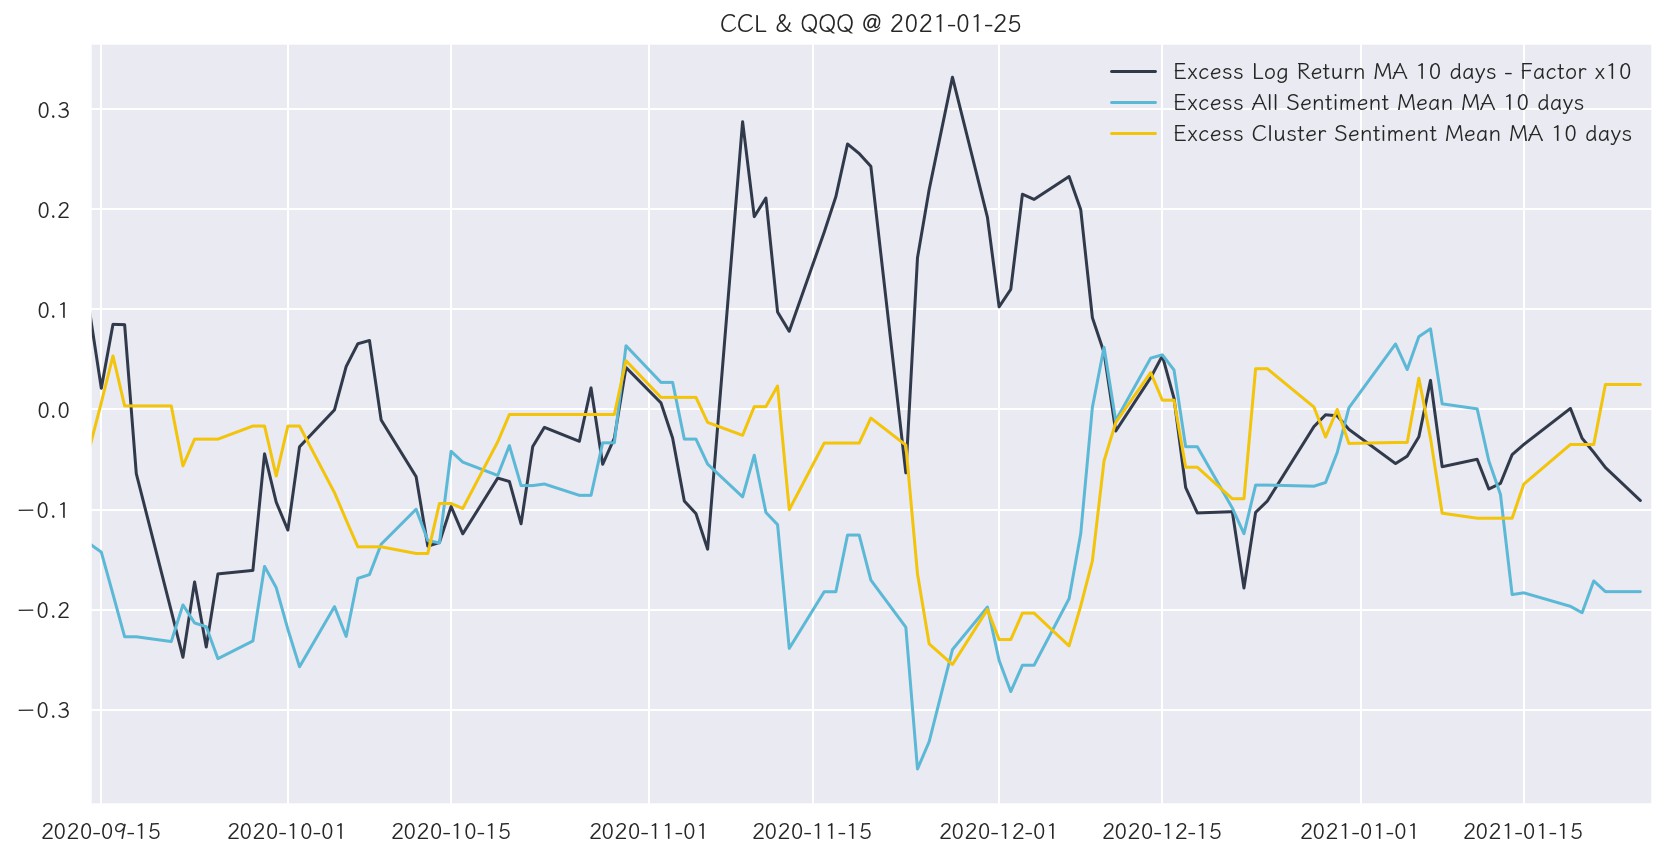 CCL & QQQ @ 2021-01-25
Excess Log Return MA 10 days - Factor x10
Excess All Sentiment Mean MA 10 days
Excess Cluster Sentiment Mean MA 10 days
0.3
0.2
0.1
0.0
−0.1
−0.2
−0.3
2020-09-15 2020-10-01 2020-10-15 2020-11-01 2020-11-15 2020-12-01 2020-12-15 2021-01-01 2021-01-15